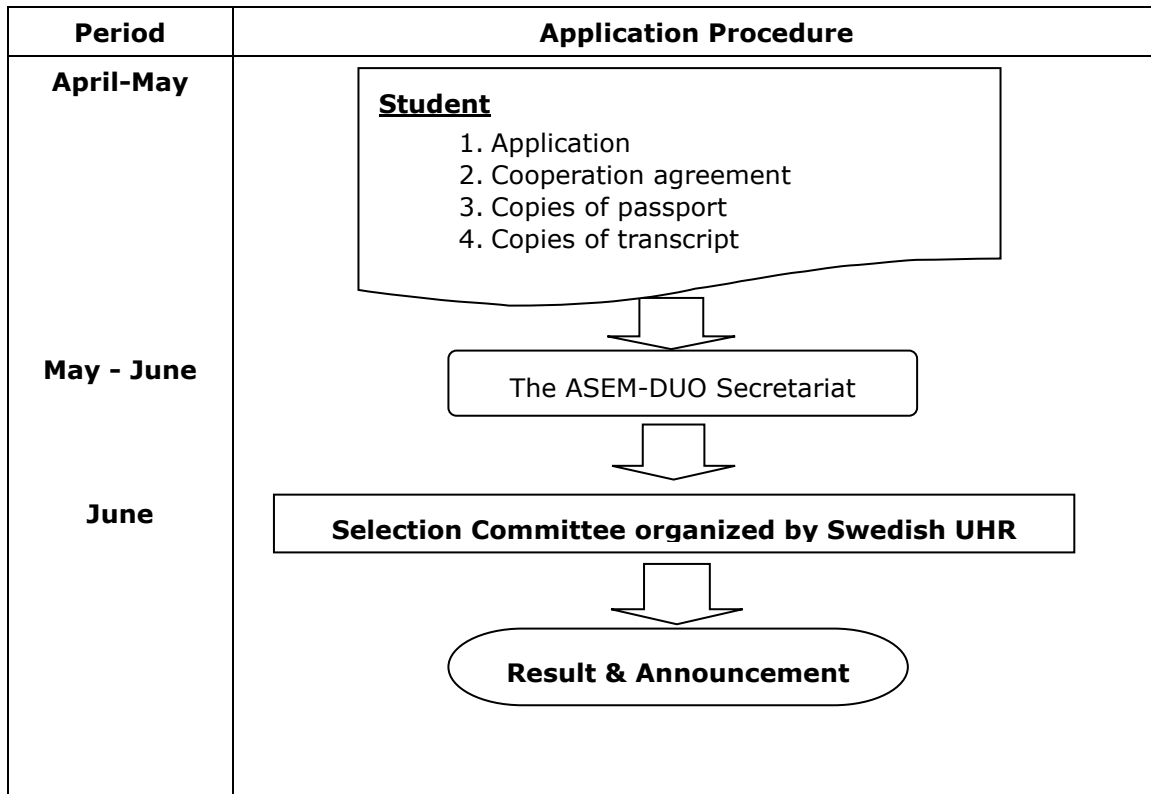 Period
Application Procedure
April-May
Student
1. Application
2. Cooperation agreement
3. Copies of passport
4. Copies of transcript
May - June
The ASEM-DUO Secretariat
June
Selection Committee organized by Swedish UHR
Result & Announcement